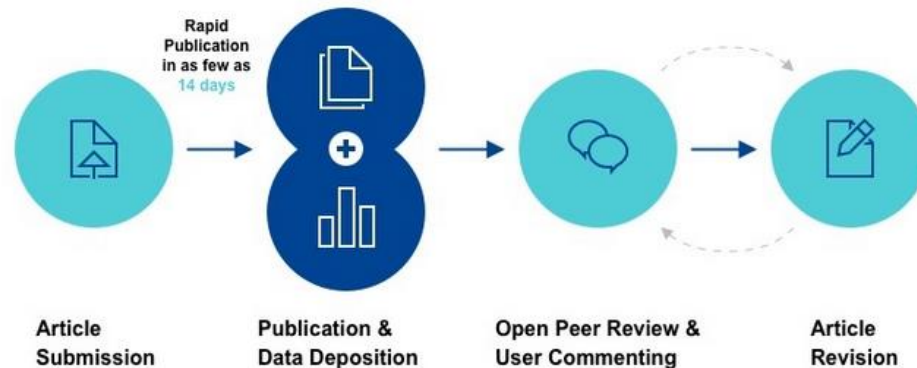 Rapid
Publication
in as few as
14 days
Article
Submission
Publication &
Data Deposition
Open Peer Review &
User Commenting
Article
Revision